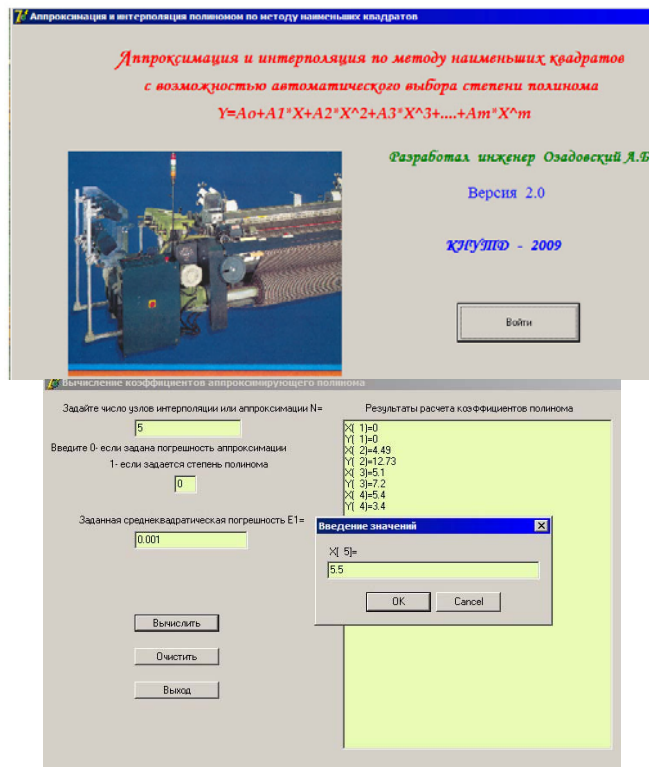 Аппроксимация и интерполяция полиномом по методу наименьших квадратов
Аппроксимация и интерполяция по методу наименьших квадратов
с возможностью автоматического выбора степени полинома
Y=Ao+A1*X+A2*X^2+A3*X^3+....+Am*X^m
Разработал инженер Озадовский А.Б
Версия 2.0
КНУТД - 2009
Войти
Вычисление коэффициентов аппроксимирующего полинома
Задайте число узлов интерполяции или аппроксимации N=
5
Введите 0- если задана погрешность аппроксимации
1- если задается степень полинома
0
Заданная среднеквадратическая погрешность E1=
0.001
Вычислить
Очистить
Выход
Результаты расчета коэффициентов полинома
X[ 1]=0
Y[ 1]=0
X[ 2]=4.49
Y[ 2]=12.73
X[ 3]=5.1
Y[ 3]=7.2
X[ 4]=5.4
Y[ 4]=3.4
Введение значений
X[ 5]=
5.5
OK
Cancel